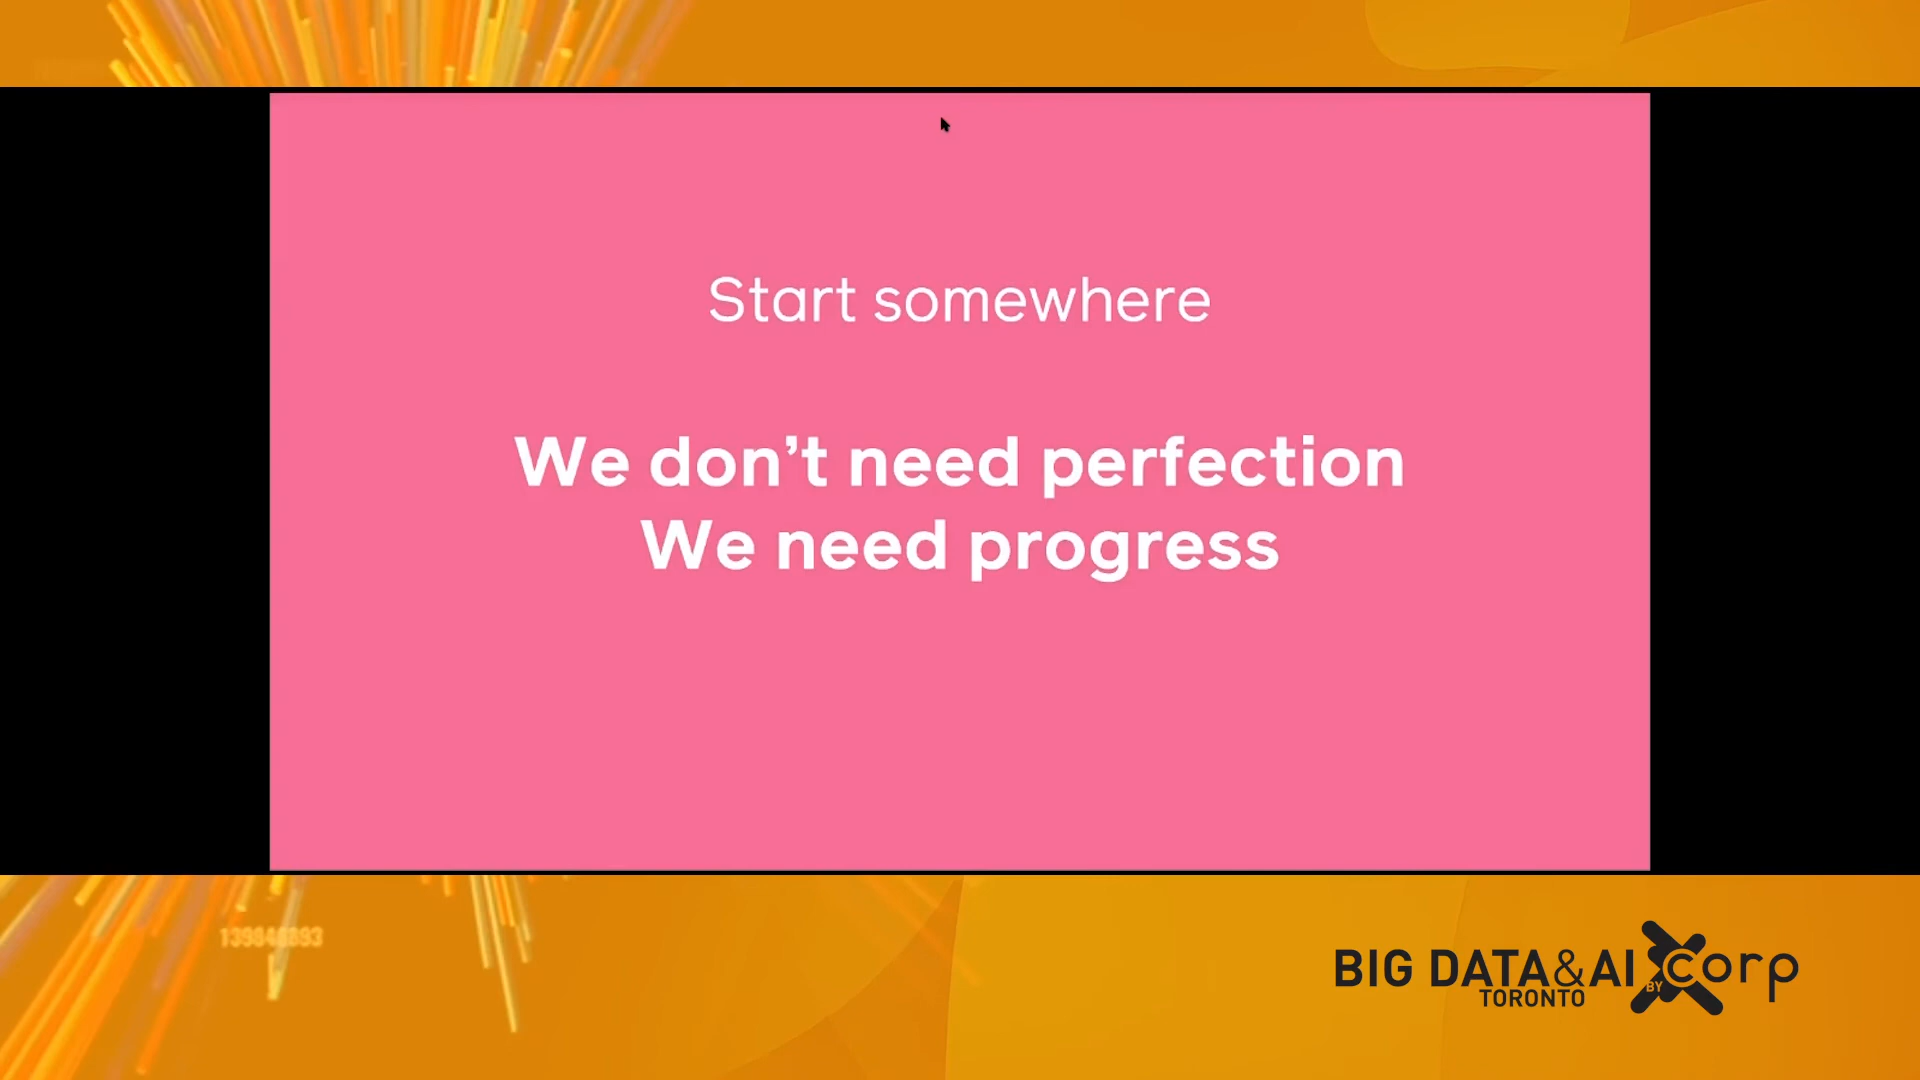 Start somewhere
We don’t need perfection
We need progress
BIG DATA&AI
TORONTO
BY
corp